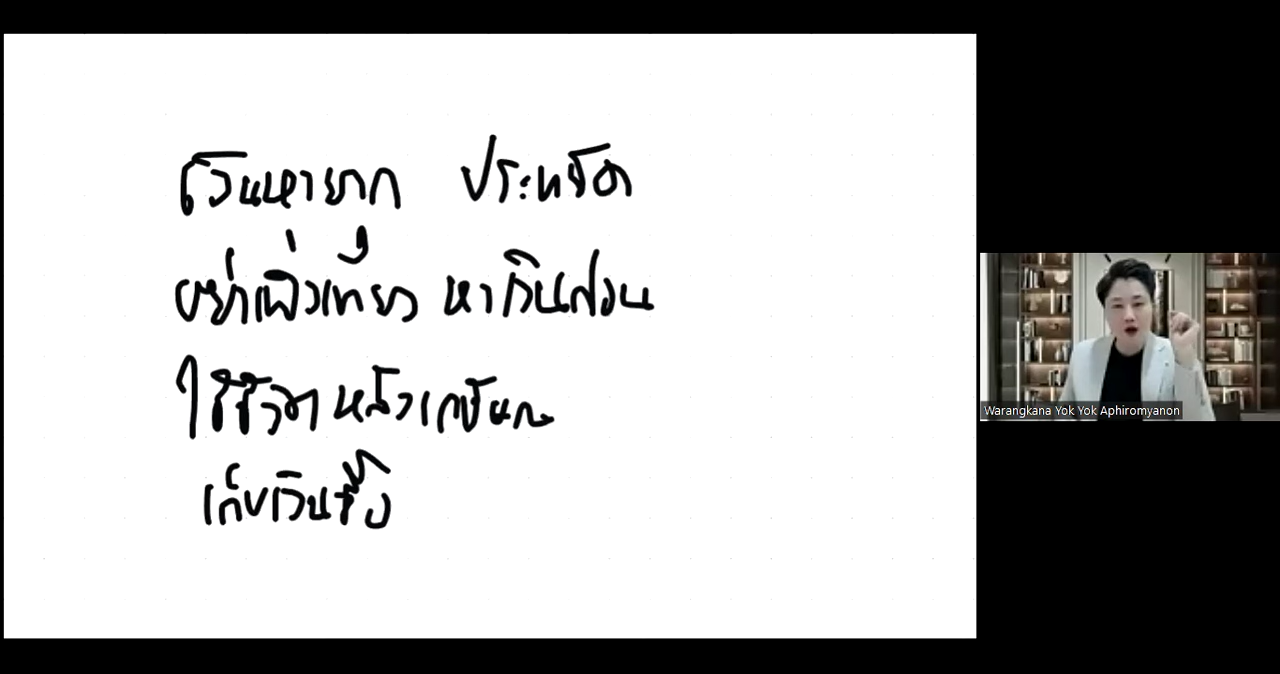 เงินหายาก ประหยัด
อย่าเพิ่งเที่ยว หาเงินก่อน
ใช้ชีวิต หลังเกษียณ
เก็บเงินซื้อ
Warangkana Yok Yok Aphiromyanon